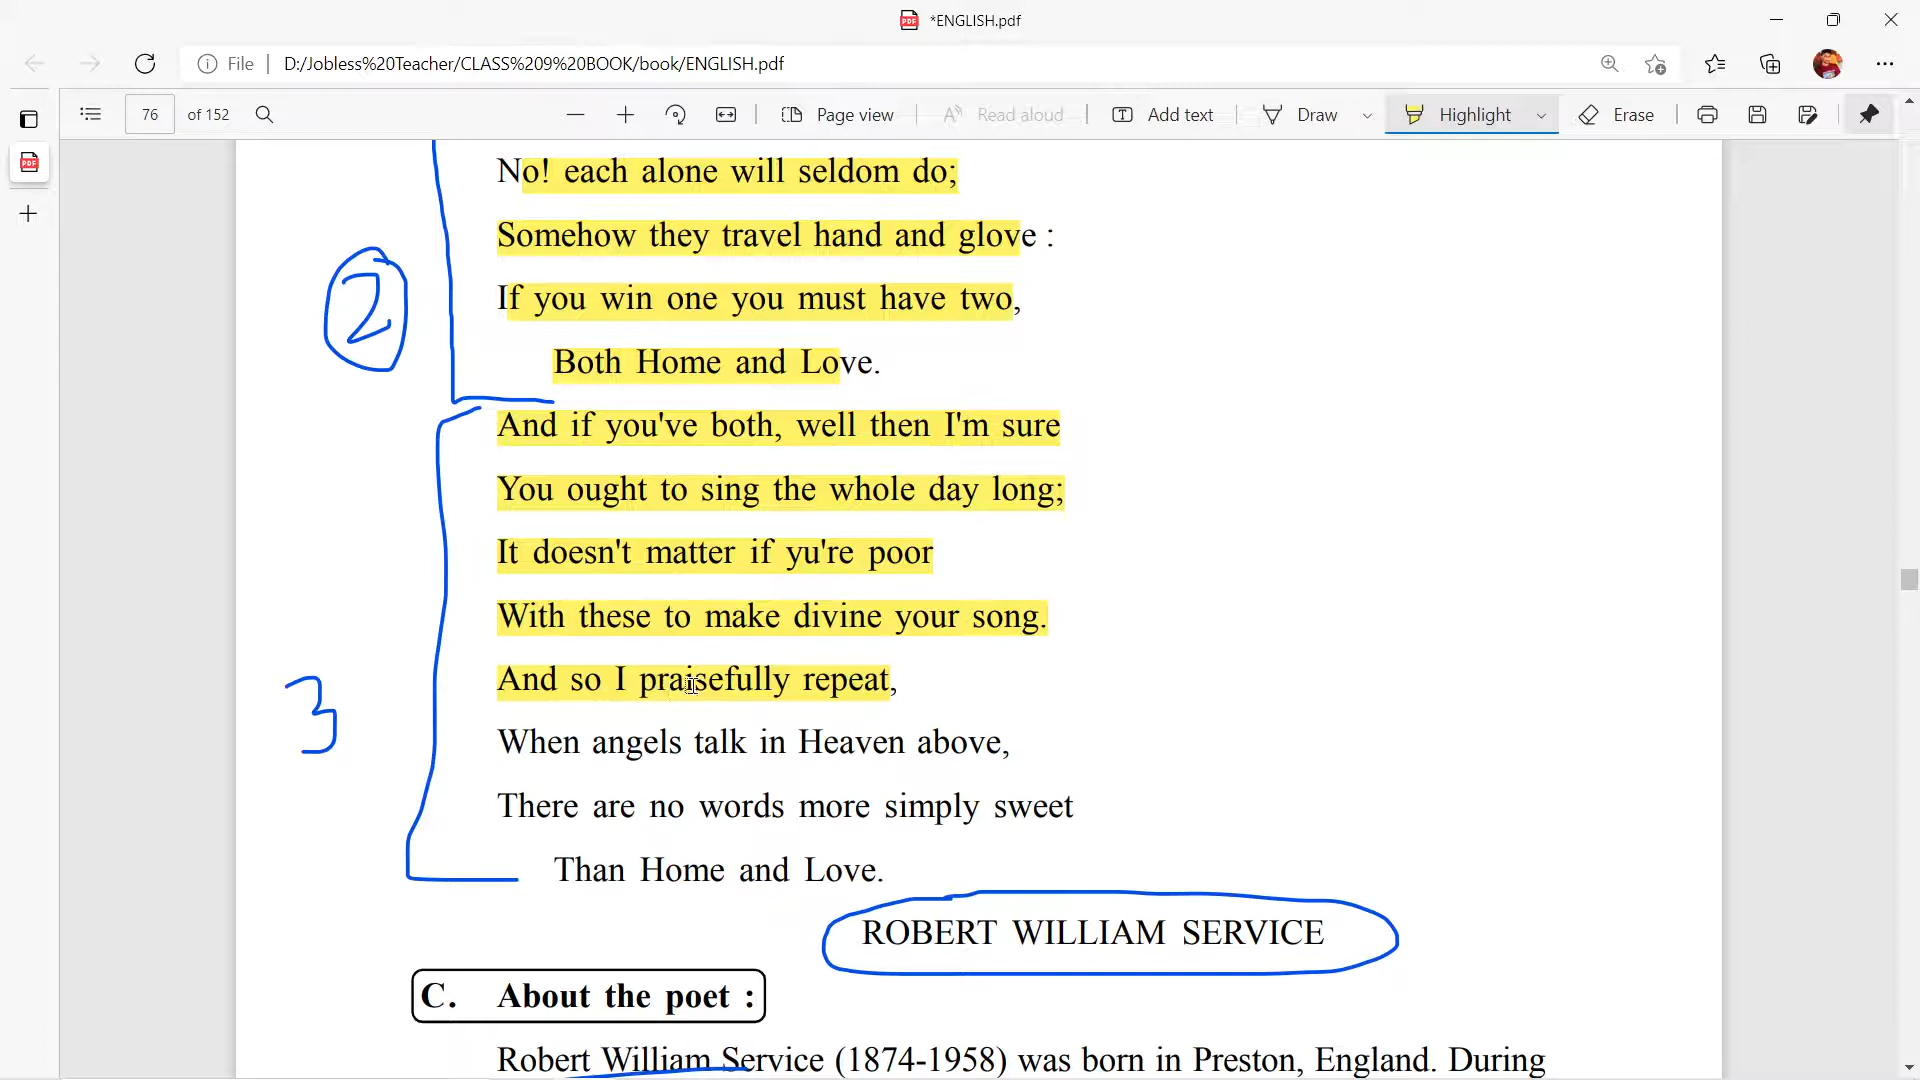 *ENGLISH.pdf
File D:/Jobless%20Teacher/CLASS%209%20BOOK/book/ENGLISH.pdf
76 of 152 Page view Read aloud Add text Draw Highlight Erase
No! each alone will seldom do;
Somehow they travel hand and glove :
2
If you win one you must have two,
Both Home and Love.
And if you've both, well then I'm sure
You ought to sing the whole day long;
It doesn't matter if yu're poor
With these to make divine your song.
And so I praisefully repeat,
3
When angels talk in Heaven above,
There are no words more simply sweet
Than Home and Love.
ROBERT WILLIAM SERVICE
C. About the poet :
Robert William Service (1874-1958) was born in Preston, England. During